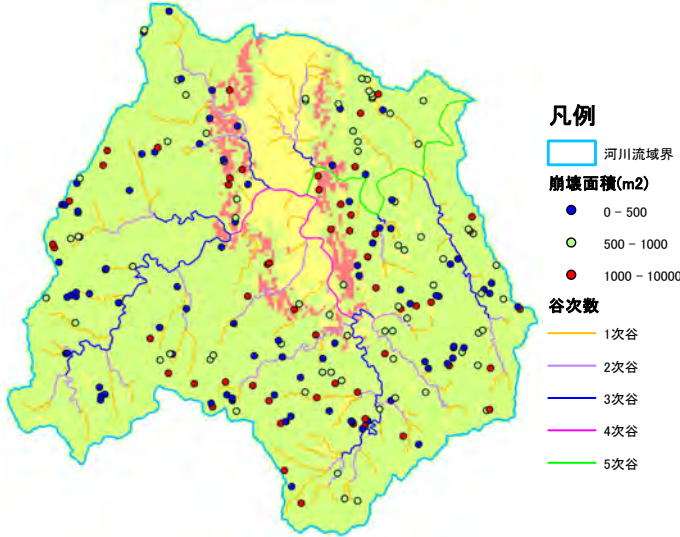 凡例
河川流域界
崩壊面積(m2)
0 - 500
500 - 1000
1000 - 10000
谷次数
1次谷
2次谷
3次谷
4次谷
5次谷